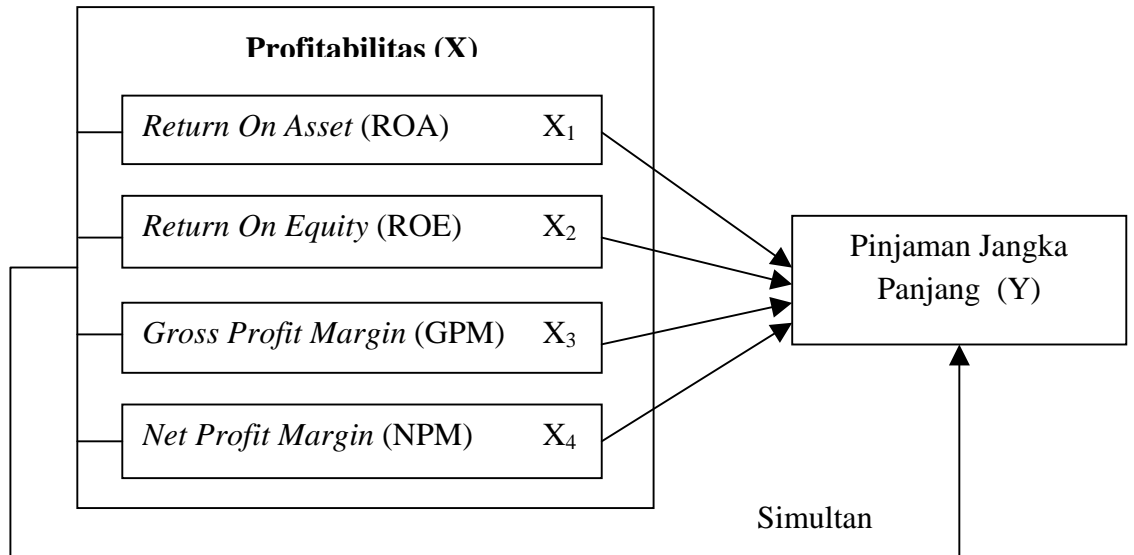 Profitabilitas (X)
Return On Asset (ROA) X₁
Return On Equity (ROE) X₂
Gross Profit Margin (GPM) X₃
Net Profit Margin (NPM) X₄
Pinjaman Jangka
Panjang (Y)
Simultan